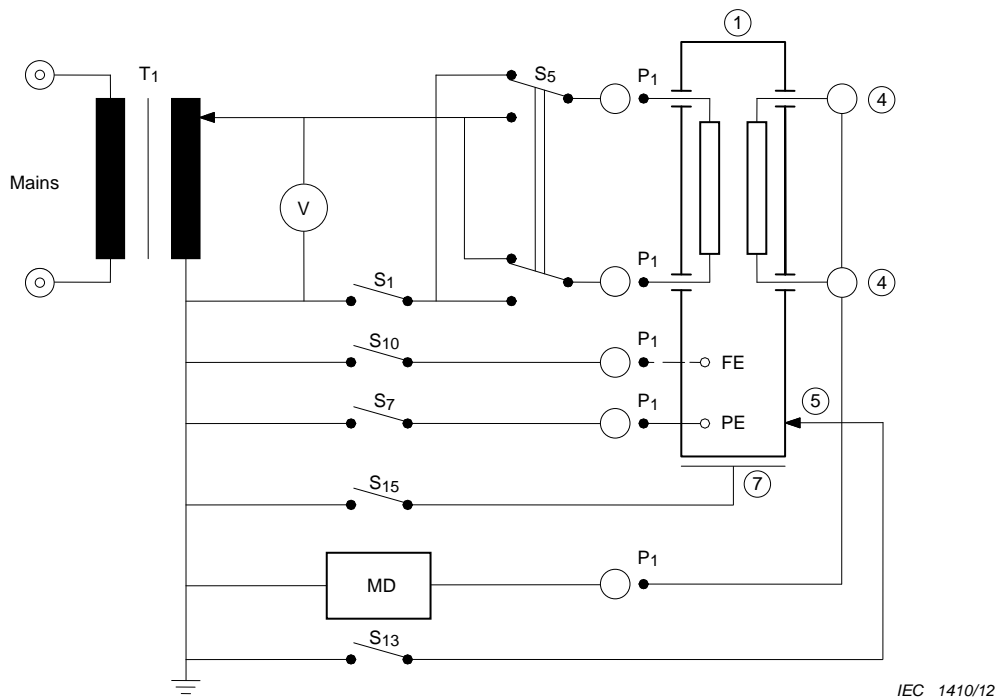 1
T1
S5
P1
4
Mains
V
P1
S1
4
S10
P1
FE
S7
P1
5
PE
S15
7
P1
MD
S13
IEC 1410/12